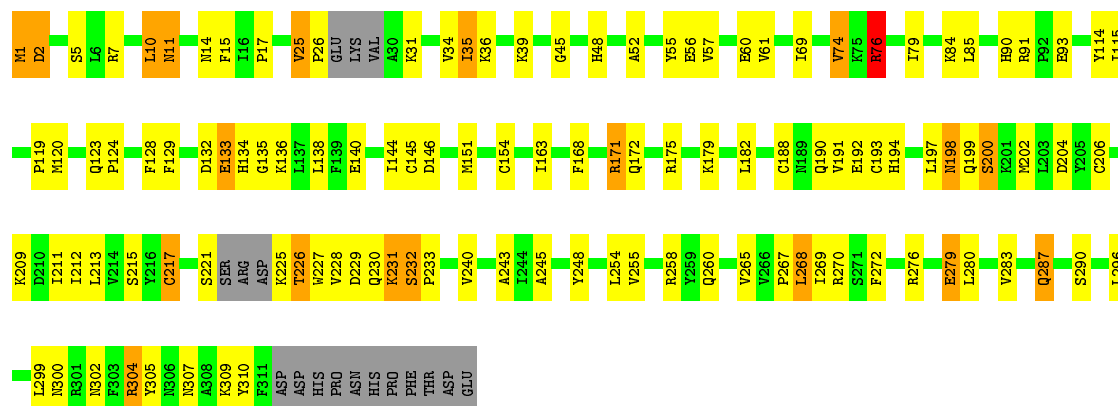 M1 D2 S5 L6 R7 L10 N11 N14 F15 I16 P17 V25 P26 GLU LYS VAL A30 K31 V34 I35 K36 K39 G45 H48 A52 Y55 E56 V57 E60 V61 I69 V74 K75 R76 I79 K84 L85 H90 R91 P92 E93 Y114 I115
P119 M120 Q123 P124 F128 F129 D132 E133 H134 G135 K136 L137 L138 F139 E140 I144 C145 D146 M151 C154 I163 F168 R171 Q172 R175 K179 L182 C188 N189 Q190 V191 E192 C193 H194 L197 N198 Q199 S200 K201 M202 L203 D204 Y205 C206
K209 D210 I211 I212 L213 V214 S215 Y216 C217 S221 SER ARG ASP K225 T226 W227 V228 D229 Q230 K231 S232 P233 V240 A243 I244 A245 Y248 L254 V255 R258 Y259 Q260 V265 V266 P267 L268 I269 R270 S271 F272 R276 E279 L280 V283 Q287 S290 L296
L299 N300 R301 N302 F303 R304 Y305 N306 N307 A308 K309 Y310 F311 ASP ASP HIS PRO ASN HIS PRO PHE THR ASP GLU